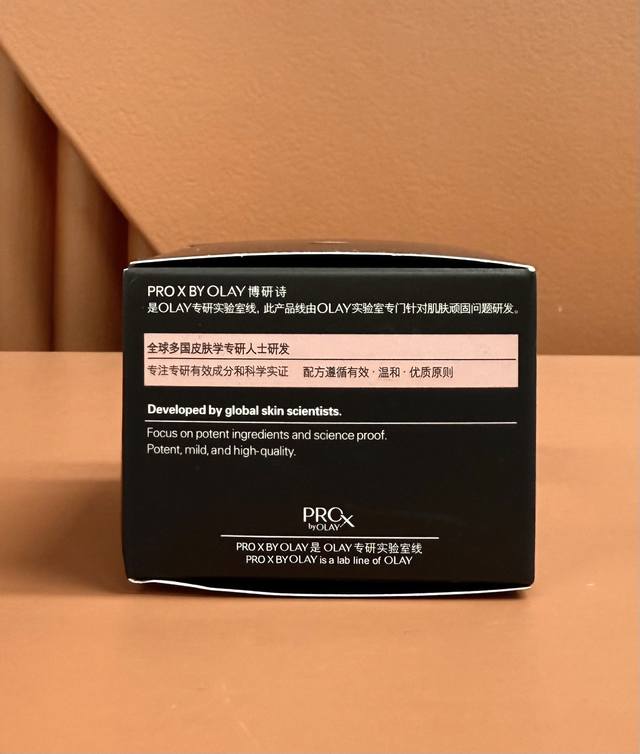 PRO X BY OLAY 博研诗
是OLAY专研实验室线，此产品线由OLAY实验室专门针对肌肤顽固问题研发。
全球多国皮肤学专研人士研发
专注专研有效成分和科学实证 配方遵循有效·温和·优质原则
Developed by global skin scientists.
Focus on potent ingredients and science proof.
Potent, mild, and high-quality.
PROX
by OLAY
PRO X BY OLAY 是 OLAY 专研实验室线
PRO X BY OLAY is a lab line of OLAY